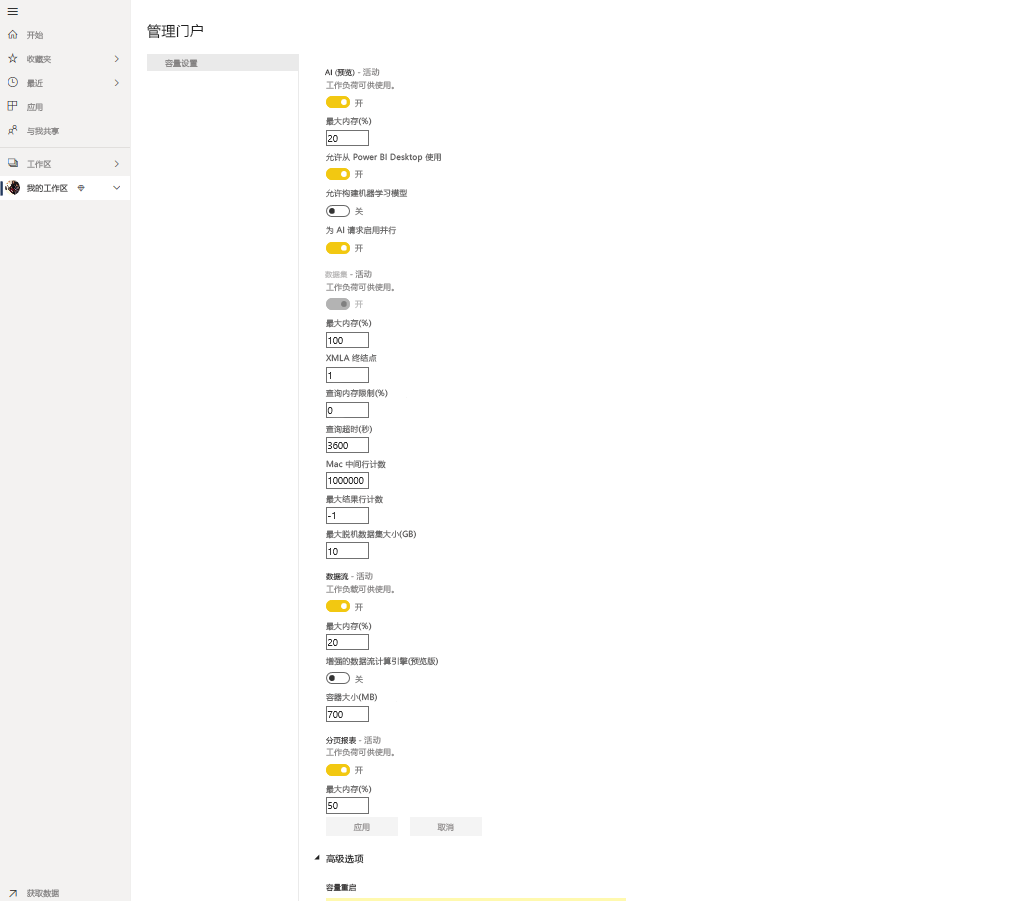 管理门户
开始
收藏夹
最近
应用
与我共享
工作区
我的工作区
获取数据
容量设置
AI (预览) - 活动
工作负荷可供使用。
开
最大内存(%)
20
允许从 Power BI Desktop 使用
开
允许构建机器学习模型
关
为 AI 请求启用并行
开
数据集 - 活动
工作负荷可供使用。
开
最大内存(%)
100
XMLA 终结点
1
查询内存限制(%)
0
查询超时(秒)
3600
Mac 中间行计数
1000000
最大结果行计数
-1
最大脱机数据集大小(GB)
10
数据流 - 活动
工作负载可供使用。
开
最大内存(%)
20
增强的数据流计算引擎(预览版)
关
容器大小(MB)
700
分页报表 - 活动
工作负荷可供使用。
开
最大内存(%)
50
应用 取消
高级选项
容量重启